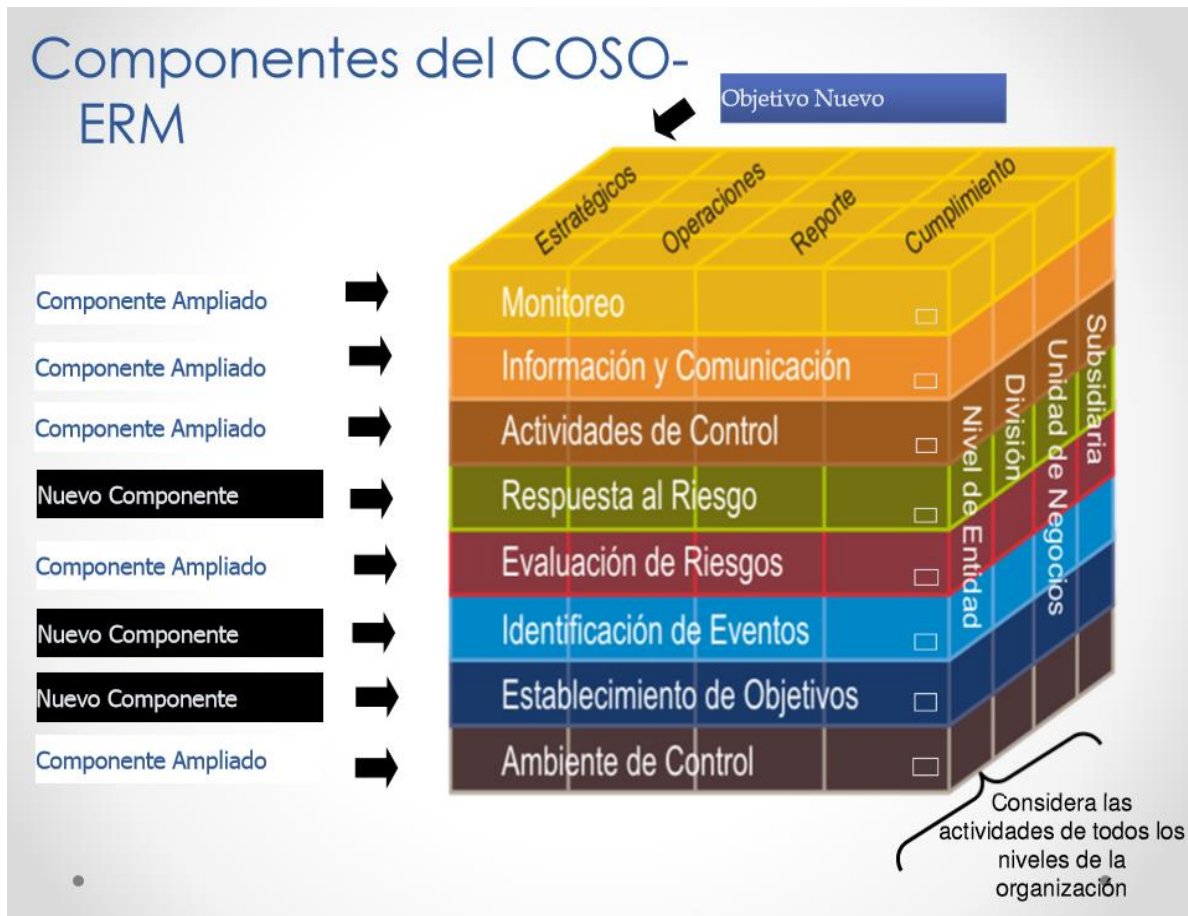 Componentes del COSO-
ERM
Objetivo Nuevo
Estratégicos
Operaciones
Reporte
Cumplimiento
Componente Ampliado
Monitoreo
Componente Ampliado
Información y Comunicación
Componente Ampliado
Actividades de Control
Nuevo Componente
Respuesta al Riesgo
Componente Ampliado
Evaluación de Riesgos
Nuevo Componente
Identificación de Eventos
Nuevo Componente
Establecimiento de Objetivos
Componente Ampliado
Ambiente de Control
Nivel de Entidad
División
Unidad de Negocios
Subsidiaria
Considera las
actividades de todos los
niveles de la
organización